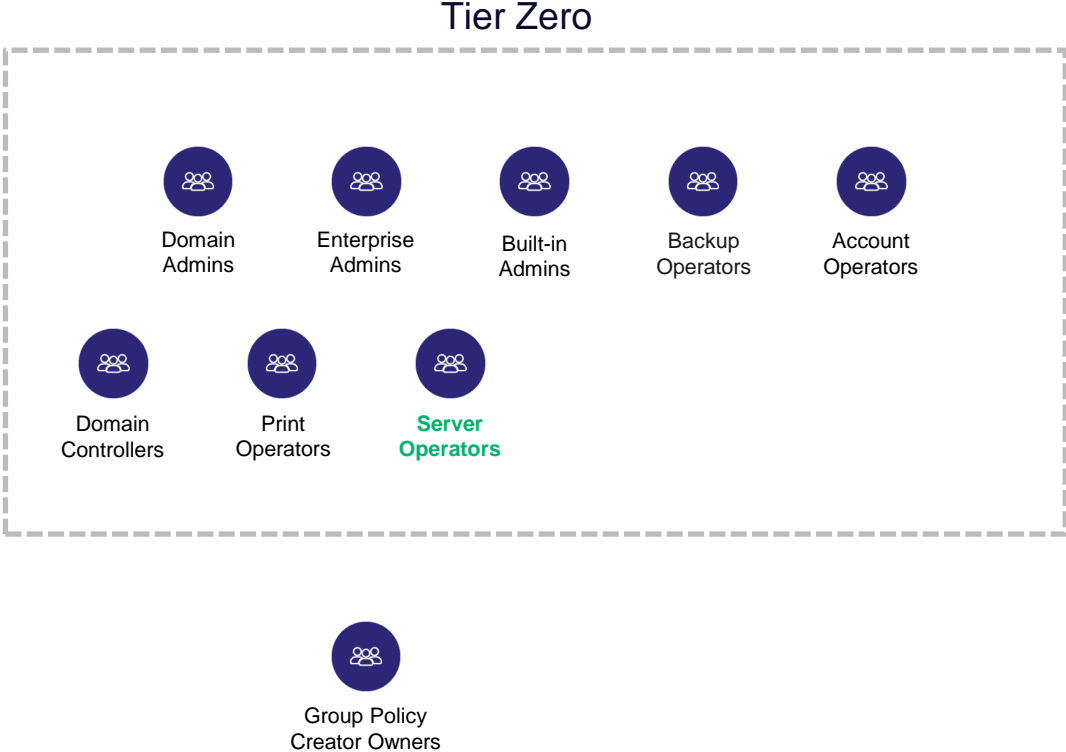 Tier Zero
Domain
Admins
Enterprise
Admins
Built-in
Admins
Backup
Operators
Account
Operators
Domain
Controllers
Print
Operators
Server
Operators
Group Policy
Creator Owners